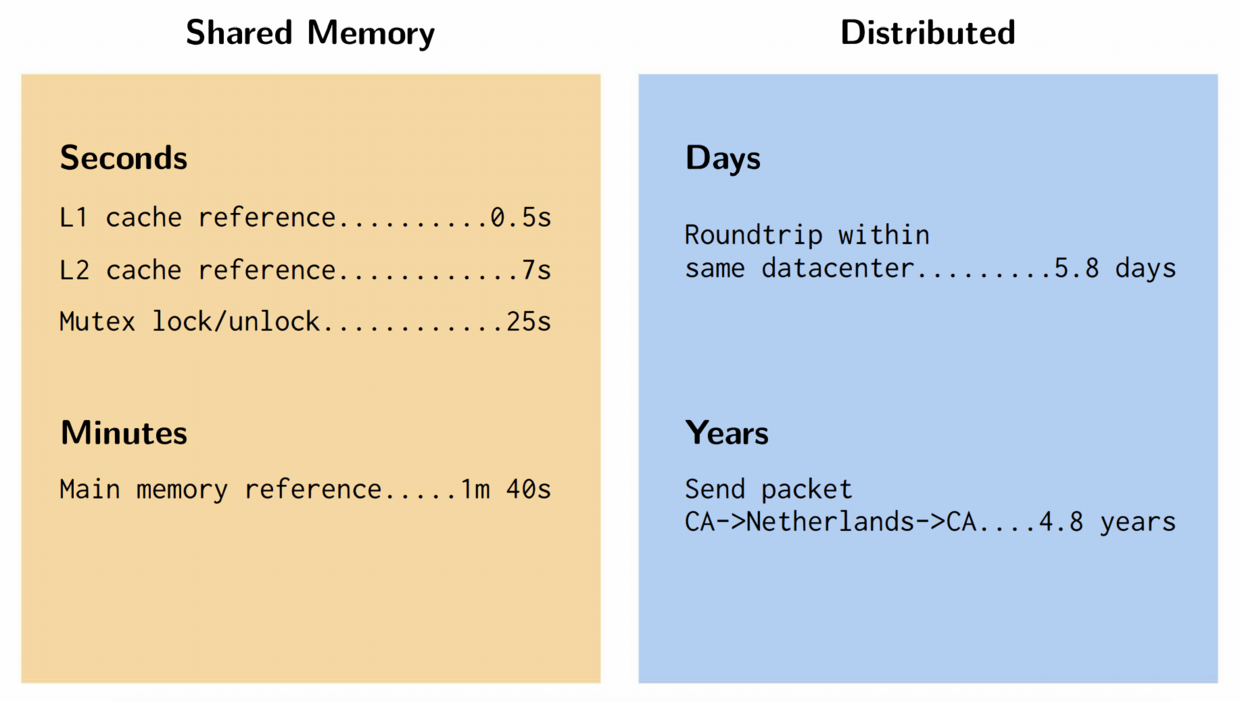 Shared Memory
Distributed
Seconds
L1 cache reference..........0.5s
L2 cache reference............7s
Mutex lock/unlock............25s
Minutes
Main memory reference.....1m 40s
Days
Roundtrip within
same datacenter.........5.8 days
Years
Send packet
CA->Netherlands->CA....4.8 years